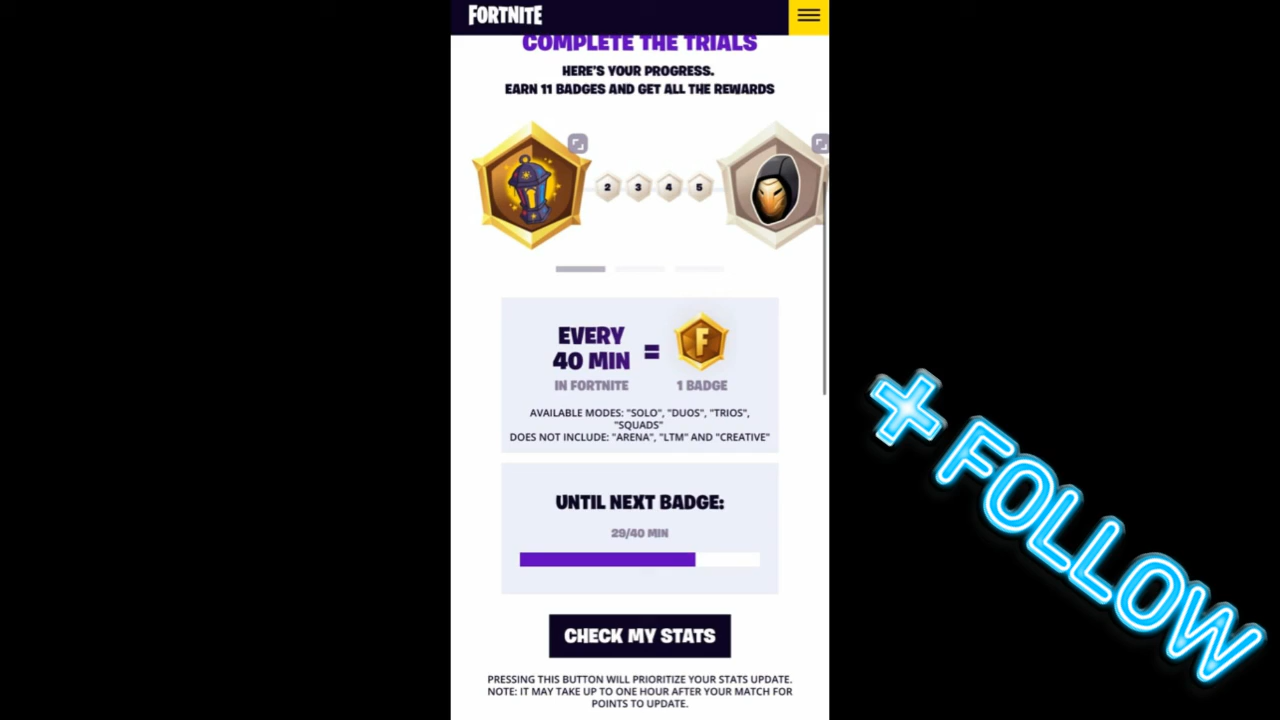 FORTNITE
COMPLETE THE TRIALS
HERE'S YOUR PROGRESS.
EARN 11 BADGES AND GET ALL THE REWARDS
2 3 4 5
EVERY
40 MIN
=
F
IN FORTNITE
1 BADGE
AVAILABLE MODES: "SOLO", "DUOS", "TRIOS",
"SQUADS"
DOES NOT INCLUDE: "ARENA", "LTM" AND "CREATIVE"
UNTIL NEXT BADGE:
29/40 MIN
CHECK MY STATS
PRESSING THIS BUTTON WILL PRIORITIZE YOUR STATS UPDATE.
NOTE: IT MAY TAKE UP TO ONE HOUR AFTER YOUR MATCH FOR
POINTS TO UPDATE.
+ FOLLOW